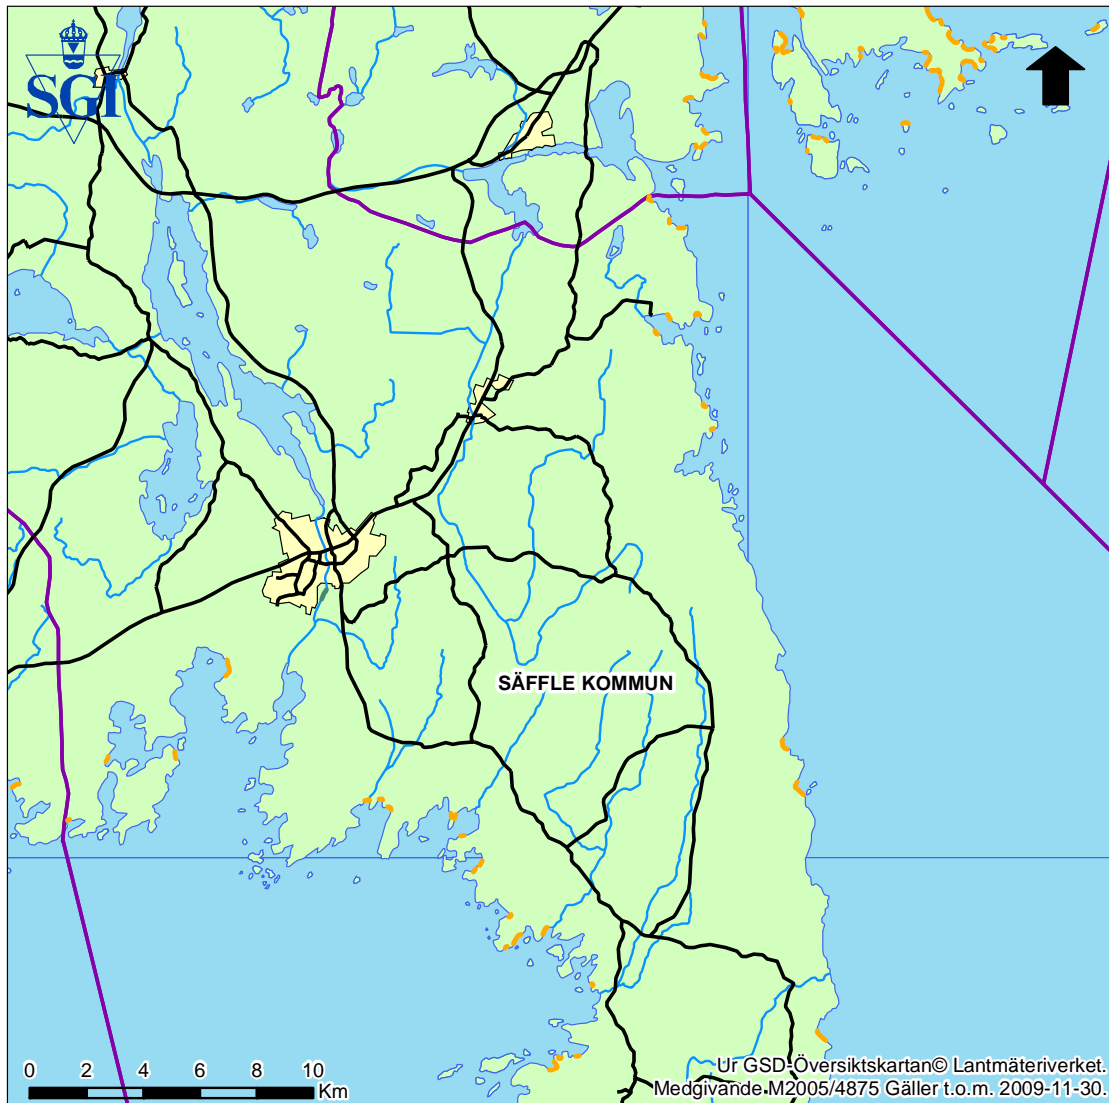 SGI
SÄFFLE KOMMUN
0 2 4 6 8 10
Km
Ur GSD-Översiktskartan© Lantmäteriverket.
Medgivande M2005/4875 Gäller t.o.m. 2009-11-30.